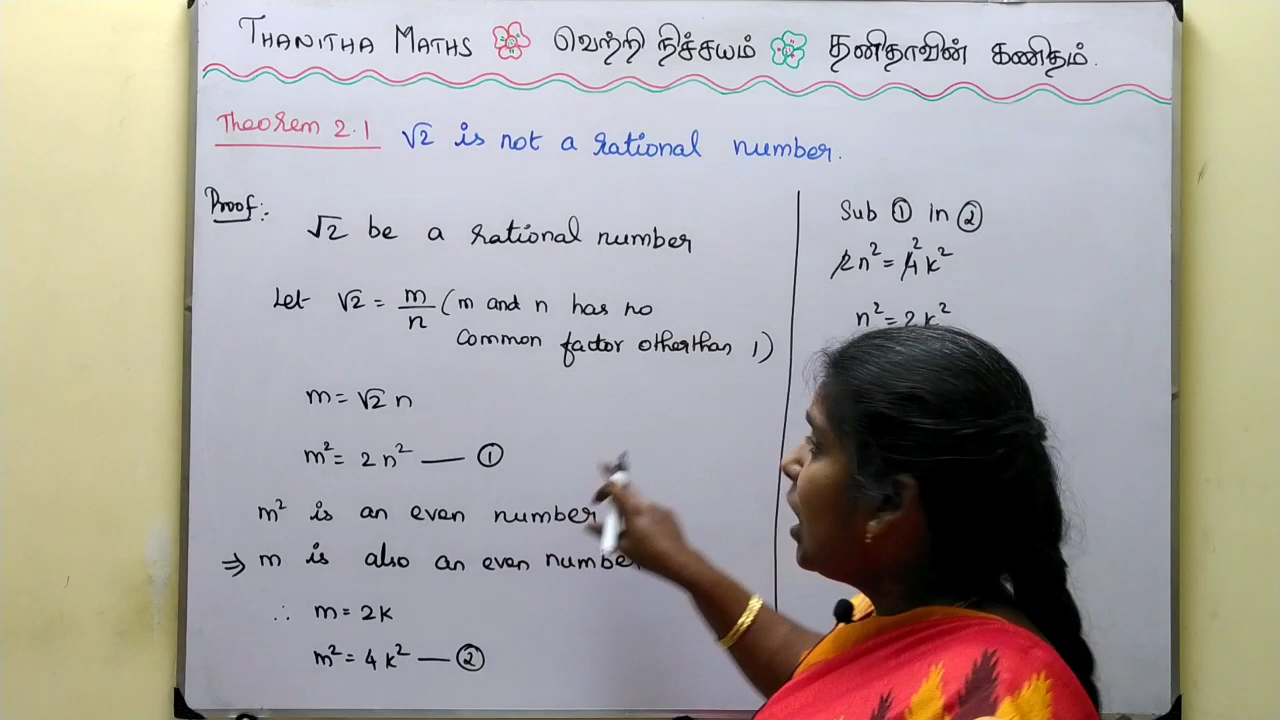 THANITHA MATHS வெற்றி நிச்சயம் தனிதாவின் கணிதம்.
Theorem 2.1 √2 is not a rational number.
Proof:
√2 be a rational number
Let √2 = m/n (m and n has no
Common factor otherthan 1)
m = √2 n
m² = 2n² — ①
m² is an even number
⇒ m is also an even number
∴ m = 2k
m² = 4k² — ②
Sub ① in ②
2n² = 4² k²
n² = 2k²